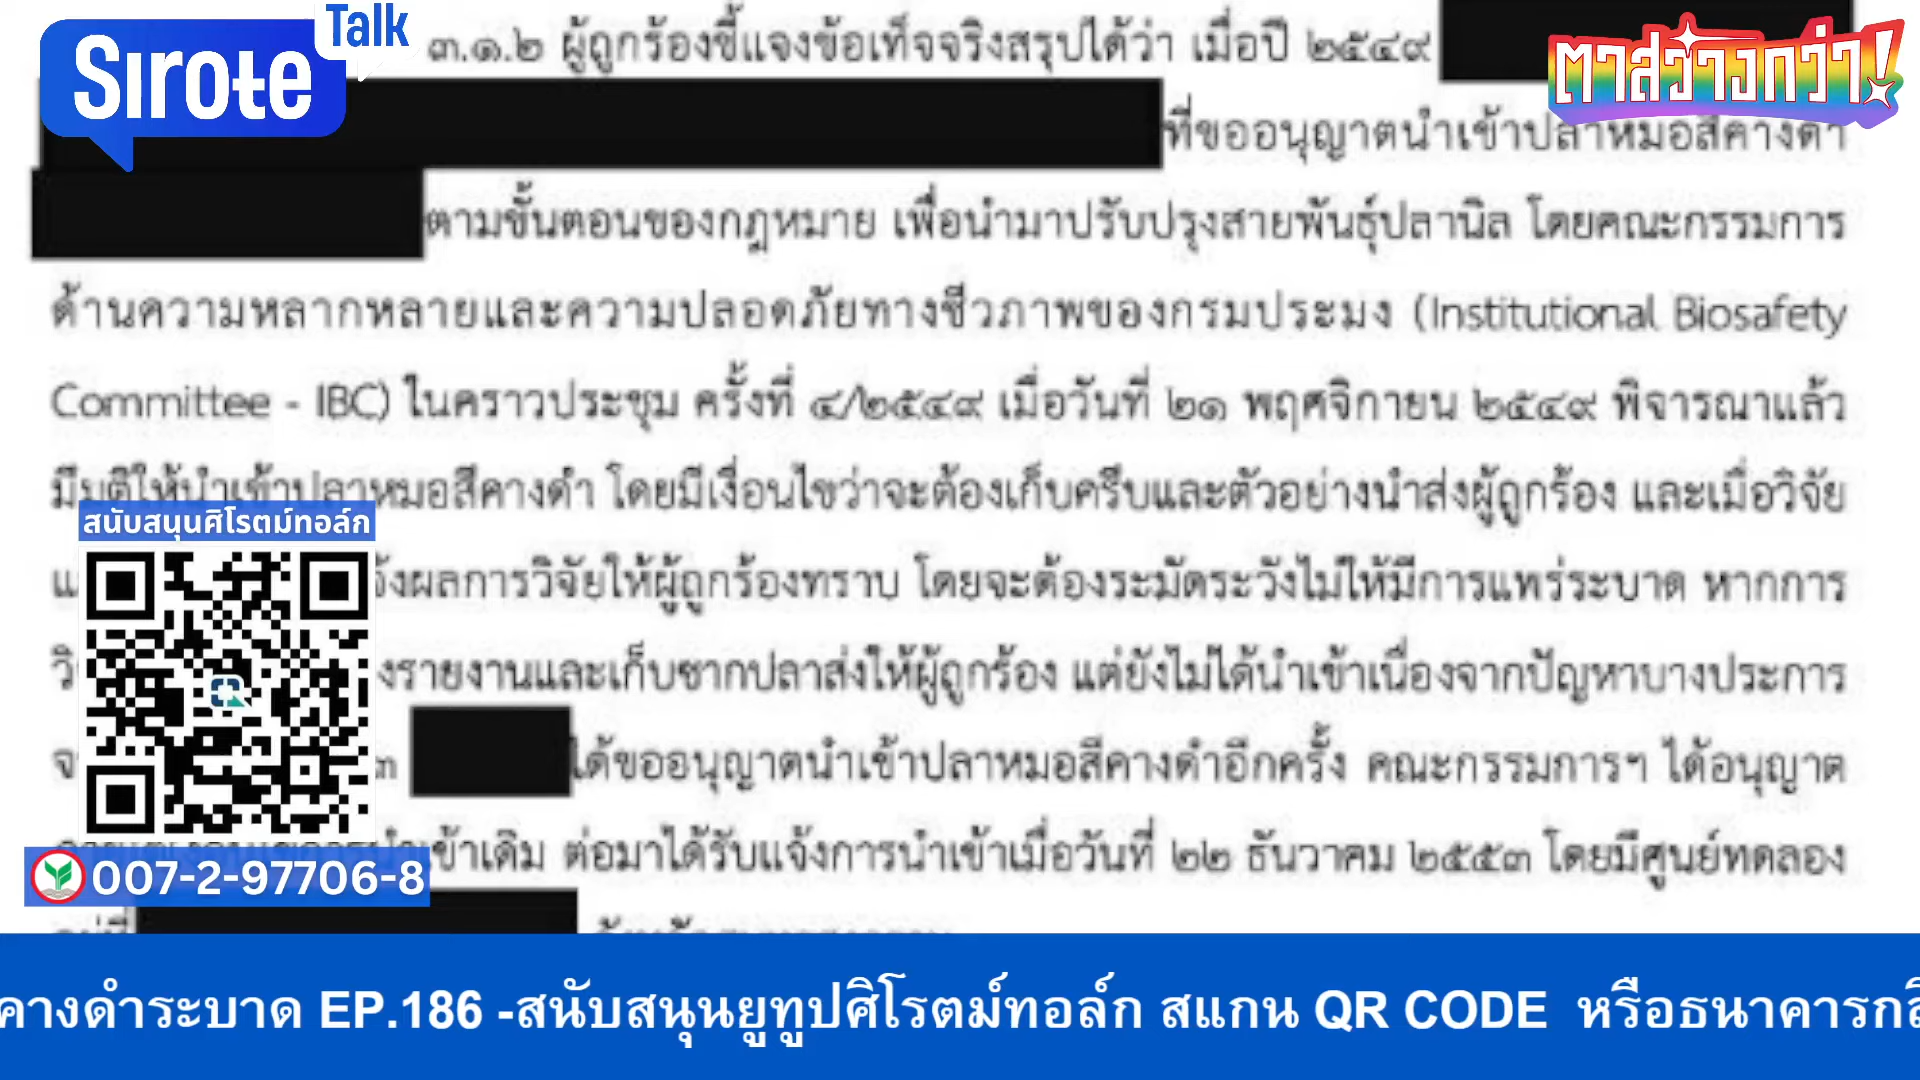 Sirote Talk
ตาสว่างกว่า!
๓.๑.๒ ผู้ถูกร้องชี้แจงข้อเท็จจริงสรุปได้ว่า เมื่อปี ๒๕๔๙
ที่ขออนุญาตนำเข้าปลาหมอสีคางดำ
ตามขั้นตอนของกฎหมาย เพื่อนำมาปรับปรุงสายพันธุ์ปลานิล โดยคณะกรรมการ
ด้านความหลากหลายและความปลอดภัยทางชีวภาพของกรมประมง (Institutional Biosafety
Committee - IBC) ในคราวประชุม ครั้งที่ ๔/๒๕๔๙ เมื่อวันที่ ๒๑ พฤศจิกายน ๒๕๔๙ พิจารณาแล้ว
มีมติให้นำเข้าปลาหมอสีคางดำ โดยมีเงื่อนไขว่าจะต้องเก็บครีบและตัวอย่างนำส่งผู้ถูกร้อง และเมื่อวิจัย
ผลการวิจัยให้ผู้ถูกร้องทราบ โดยจะต้องระมัดระวังไม่ให้มีการแพร่ระบาด หากการ
รายงานและเก็บซากปลาส่งให้ผู้ถูกร้อง แต่ยังไม่ได้นำเข้าเนื่องจากปัญหาบางประการ
๓ ได้ขออนุญาตนำเข้าปลาหมอสีคางดำอีกครั้ง คณะกรรมการฯ ได้อนุญาต
นำเข้าเดิม ต่อมาได้รับแจ้งการนำเข้าเมื่อวันที่ ๒๒ ธันวาคม ๒๕๕๓ โดยมีศูนย์ทดลอง
สนับสนุนศิโรตม์ทอล์ก
007-2-97706-8
คางดำระบาด EP.186 -สนับสนุนยูทูปศิโรตม์ทอล์ก สแกน QR CODE หรือธนาคารกสิ